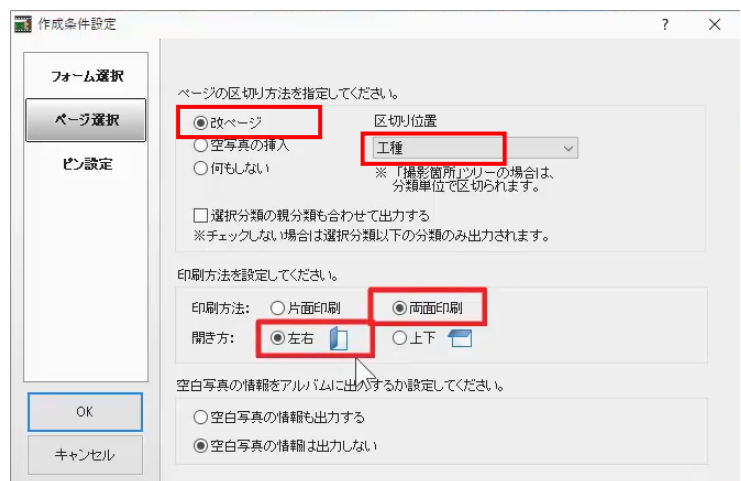 作成条件設定
?
フォーム選択
ページ選択
ピン設定
OK
キャンセル
ページの区切り方法を指定してください。
改ページ
空写真の挿入
何もしない
区切り位置
工種
※「撮影箇所」ツリーの場合は、
分類単位で区切られます。
選択分類の親分類も合わせて出力する
※チェックしない場合は選択分類以下の分類のみ出力されます。
印刷方法を設定してください。
印刷方法: 片面印刷 両面印刷
開き方: 左右 上下
空白写真の情報をアルバムに出力するか設定してください。
空白写真の情報も出力する
空白写真の情報は出力しない